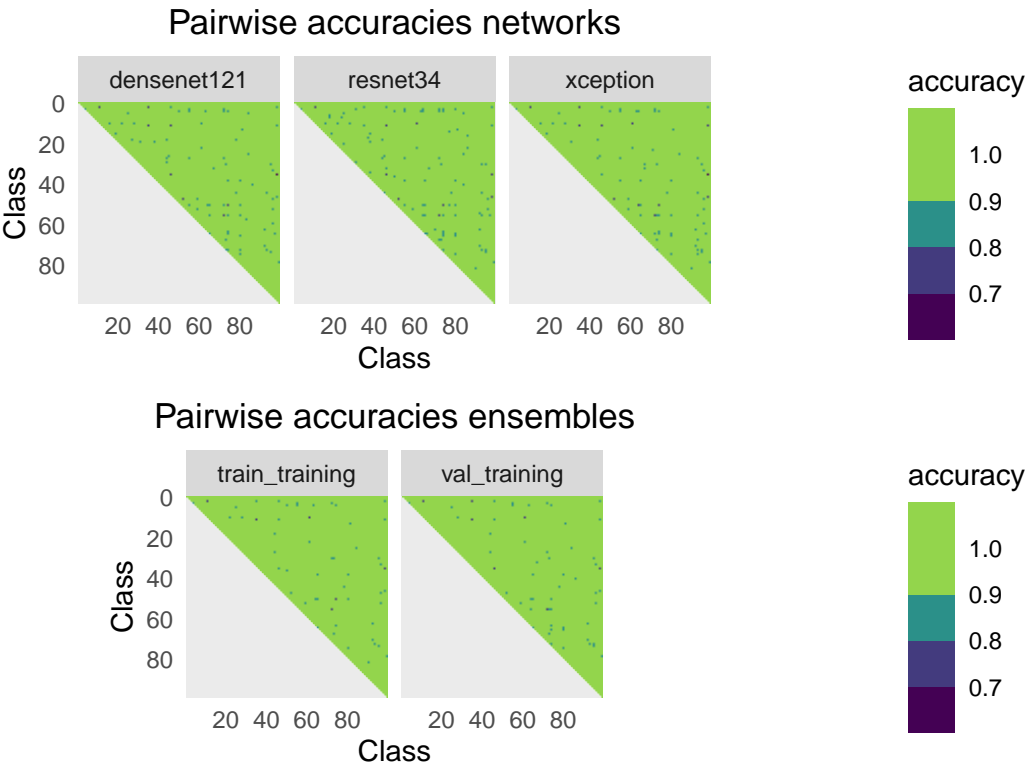 Pairwise accuracies networks
densenet121 resnet34 xception
accuracy
0
20
40
60
80
Class
1.0
0.9
0.8
0.7
20 40 60 80 20 40 60 80 20 40 60 80
Class
Pairwise accuracies ensembles
train_training val_training
accuracy
0
20
40
60
80
Class
1.0
0.9
0.8
0.7
20 40 60 80 20 40 60 80
Class